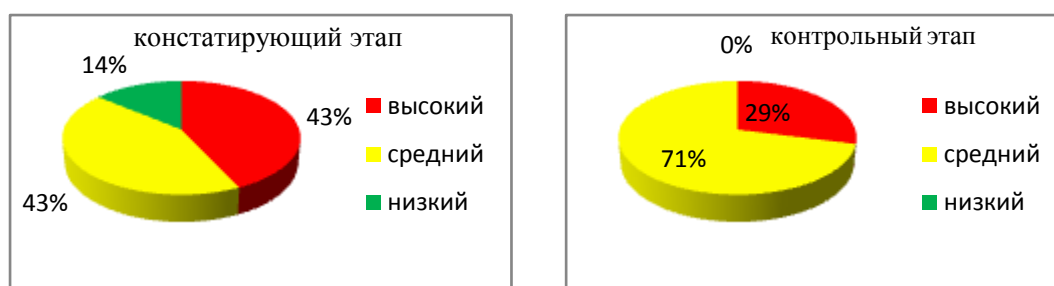 констатирующий этап
14%
43%
43%
высокий
средний
низкий
контрольный этап
0%
29%
71%
высокий
средний
низкий